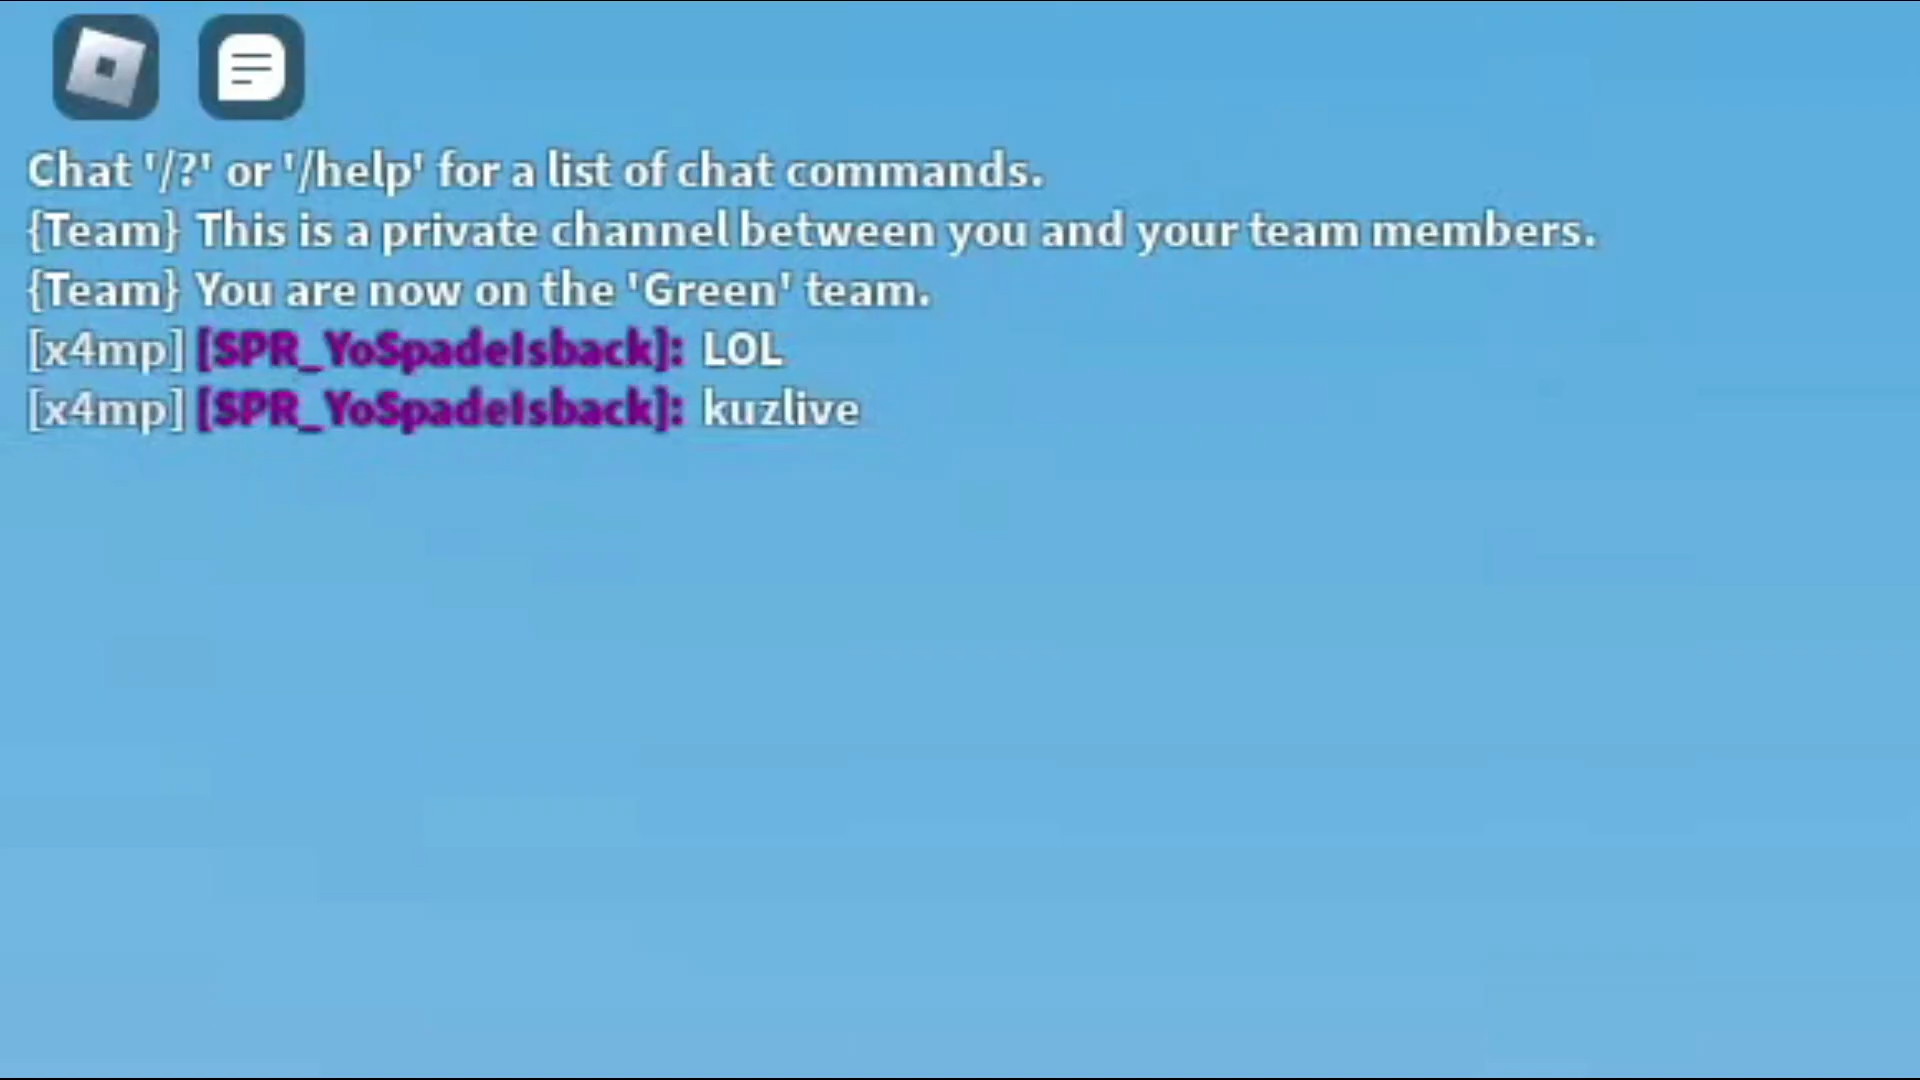 Chat '/?' or '/help' for a list of chat commands.
{Team} This is a private channel between you and your team members.
{Team} You are now on the 'Green' team.
[x4mp] [SPR_YoSpadeIsback]: LOL
[x4mp] [SPR_YoSpadeIsback]: kuzlive